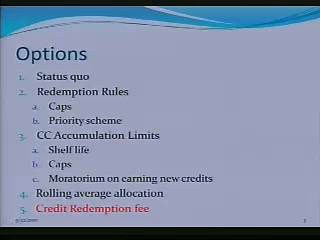 Options
1. Status quo
2. Redemption Rules
a. Caps
b. Priority scheme
3. CC Accumulation Limits
a. Shelf life
b. Caps
c. Moratorium on earning new credits
4. Rolling average allocation
5. Credit Redemption fee